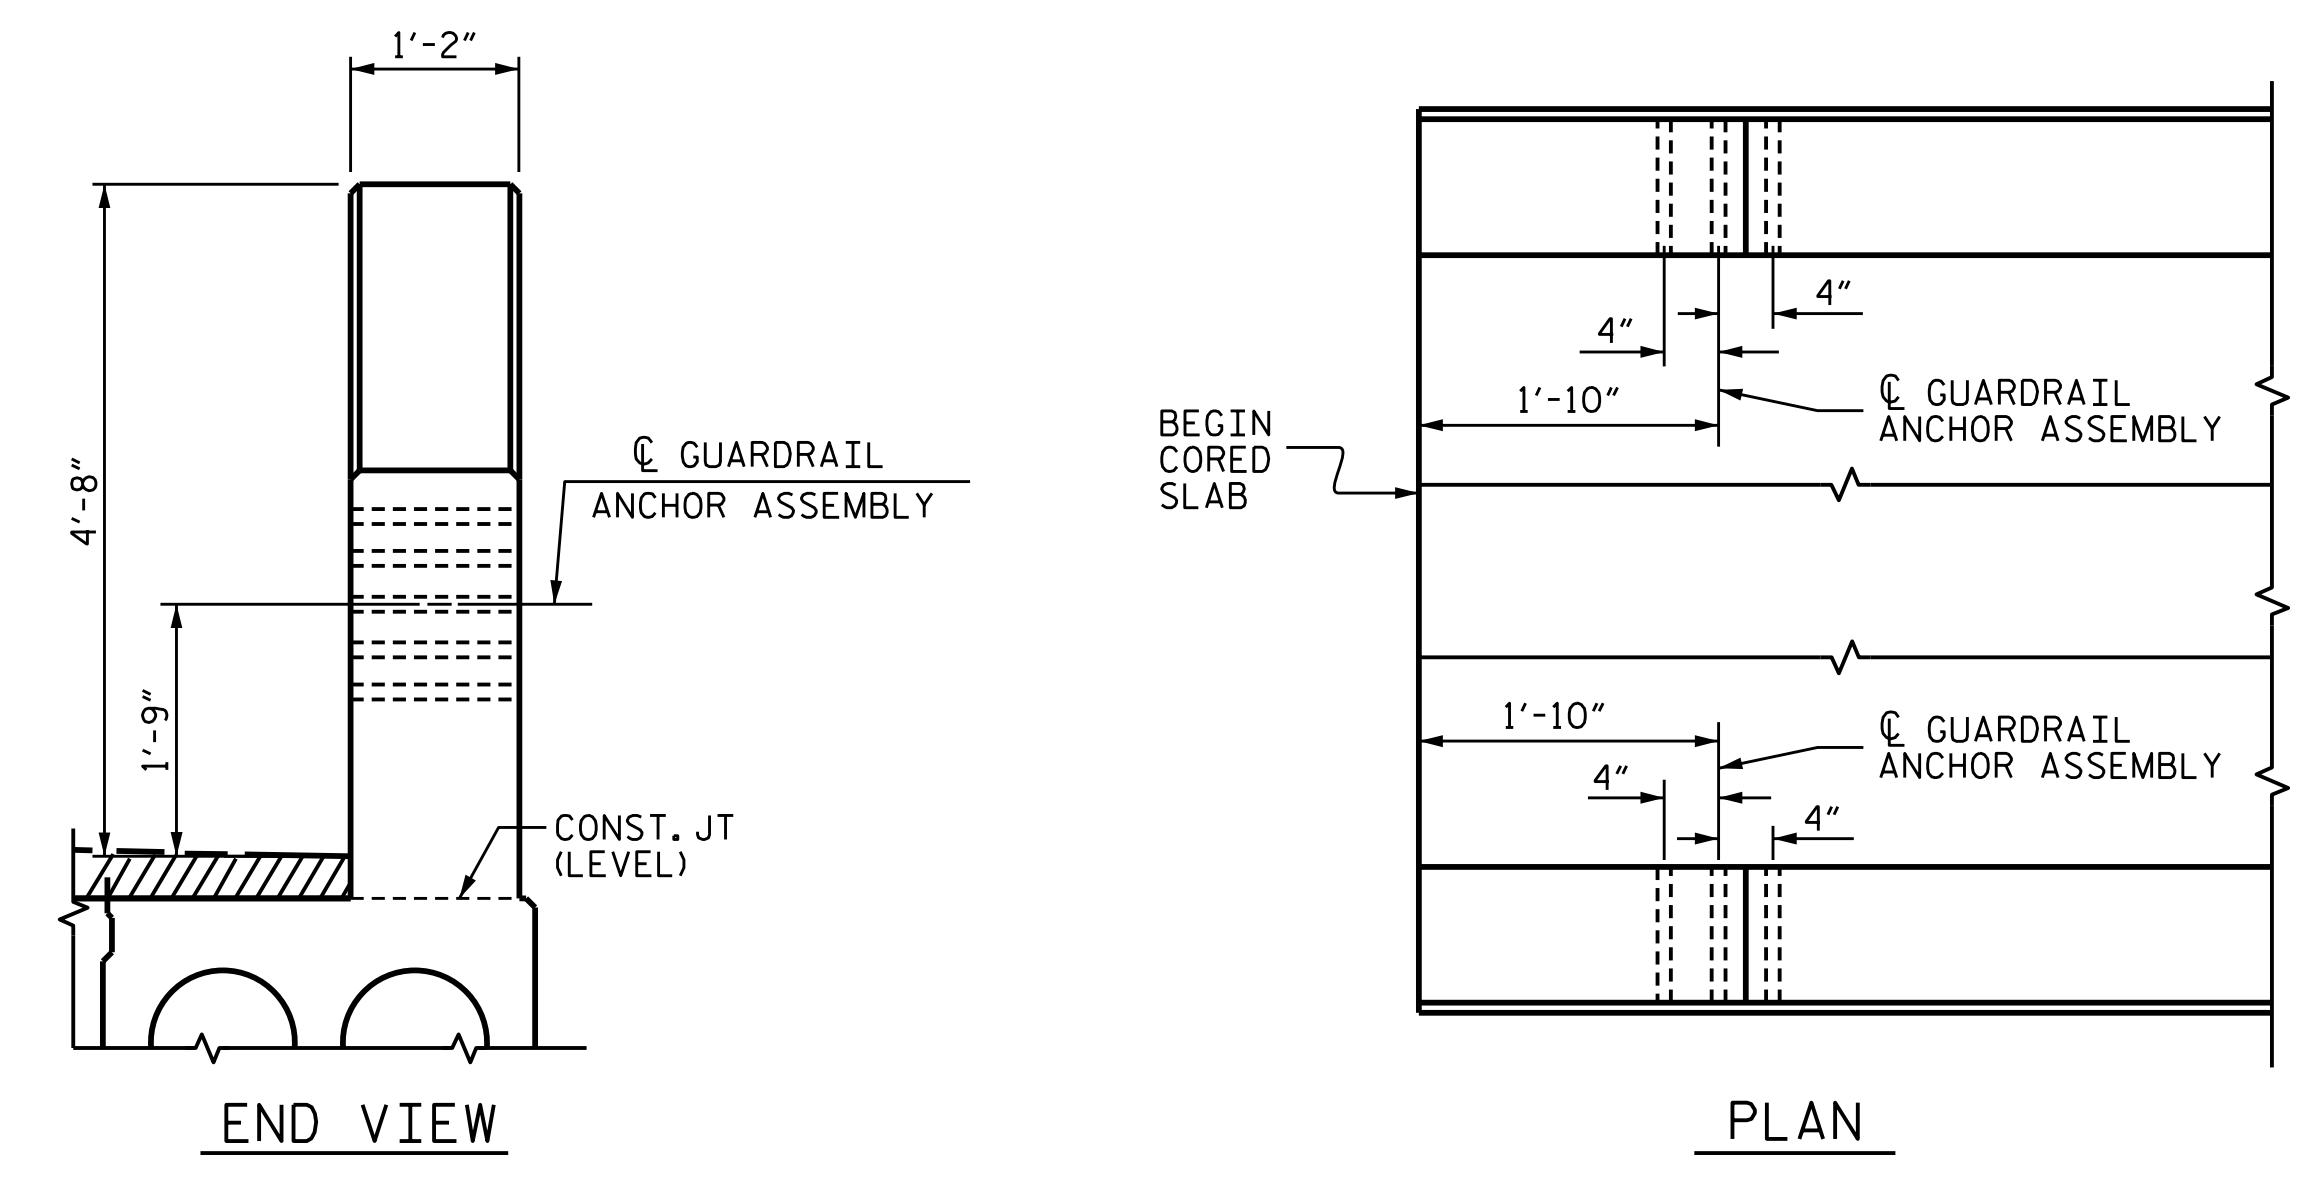 1'-2"
4'-8"
℄ GUARDRAIL
ANCHOR ASSEMBLY
1'-9"
CONST. JT
(LEVEL)
END VIEW
4"
4"
1'-10"
℄ GUARDRAIL
ANCHOR ASSEMBLY
BEGIN
CORED
SLAB
1'-10"
℄ GUARDRAIL
ANCHOR ASSEMBLY
4"
4"
PLAN